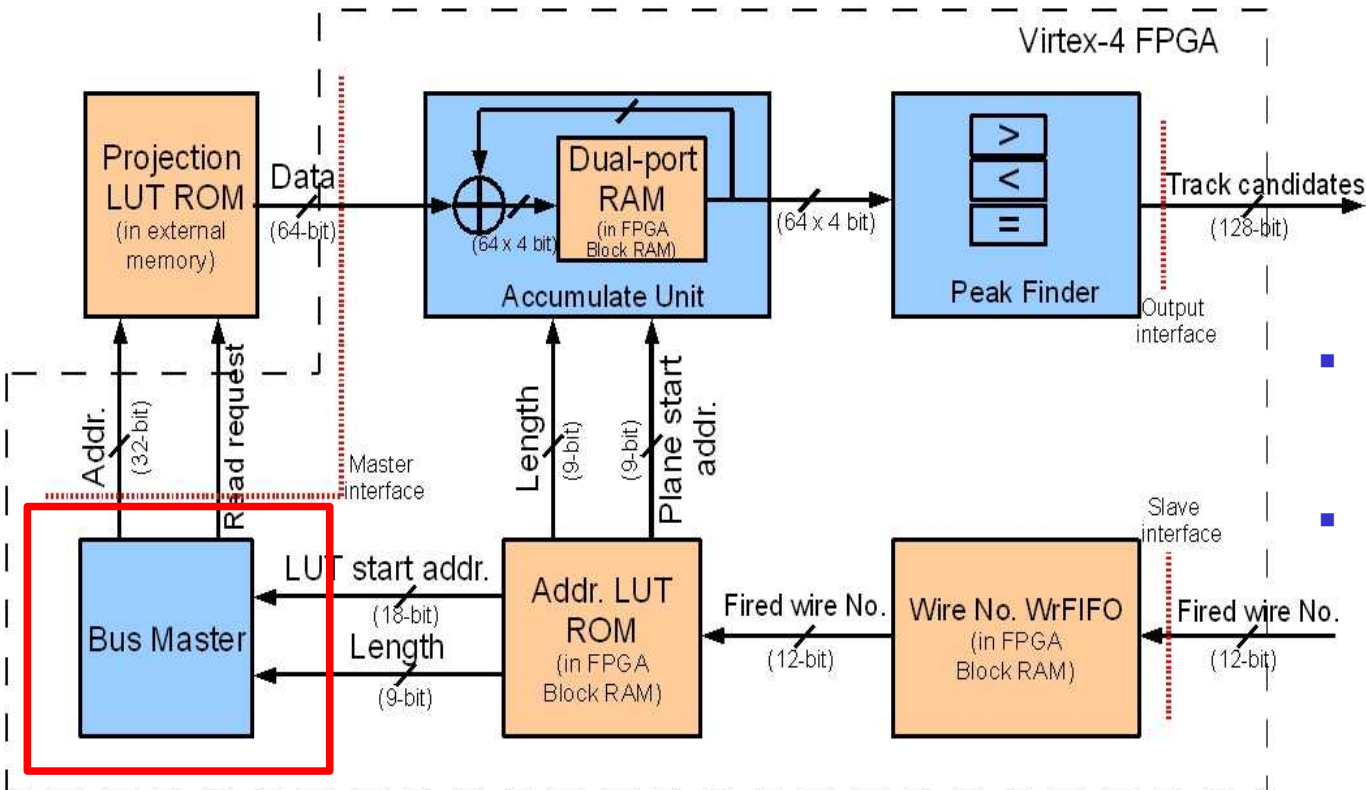 Virtex-4 FPGA
Projection
LUT ROM
(in external
memory)
Data
(64-bit)
(64 x 4 bit)
Dual-port
RAM
(in FPGA
Block RAM)
Accumulate Unit
(64 x 4 bit)
>
<
=
Peak Finder
Track candidates
(128-bit)
Output
interface
Addr.
(32-bit)
Read request
Master
interface
Length
(9-bit)
(9-bit)
Plane start
addr.
Slave
interface
Bus Master
LUT start addr.
(18-bit)
Length
(9-bit)
Addr. LUT
ROM
(in FPGA
Block RAM)
Fired wire No.
(12-bit)
Wire No. WrFIFO
(in FPGA
Block RAM)
Fired wire No.
(12-bit)